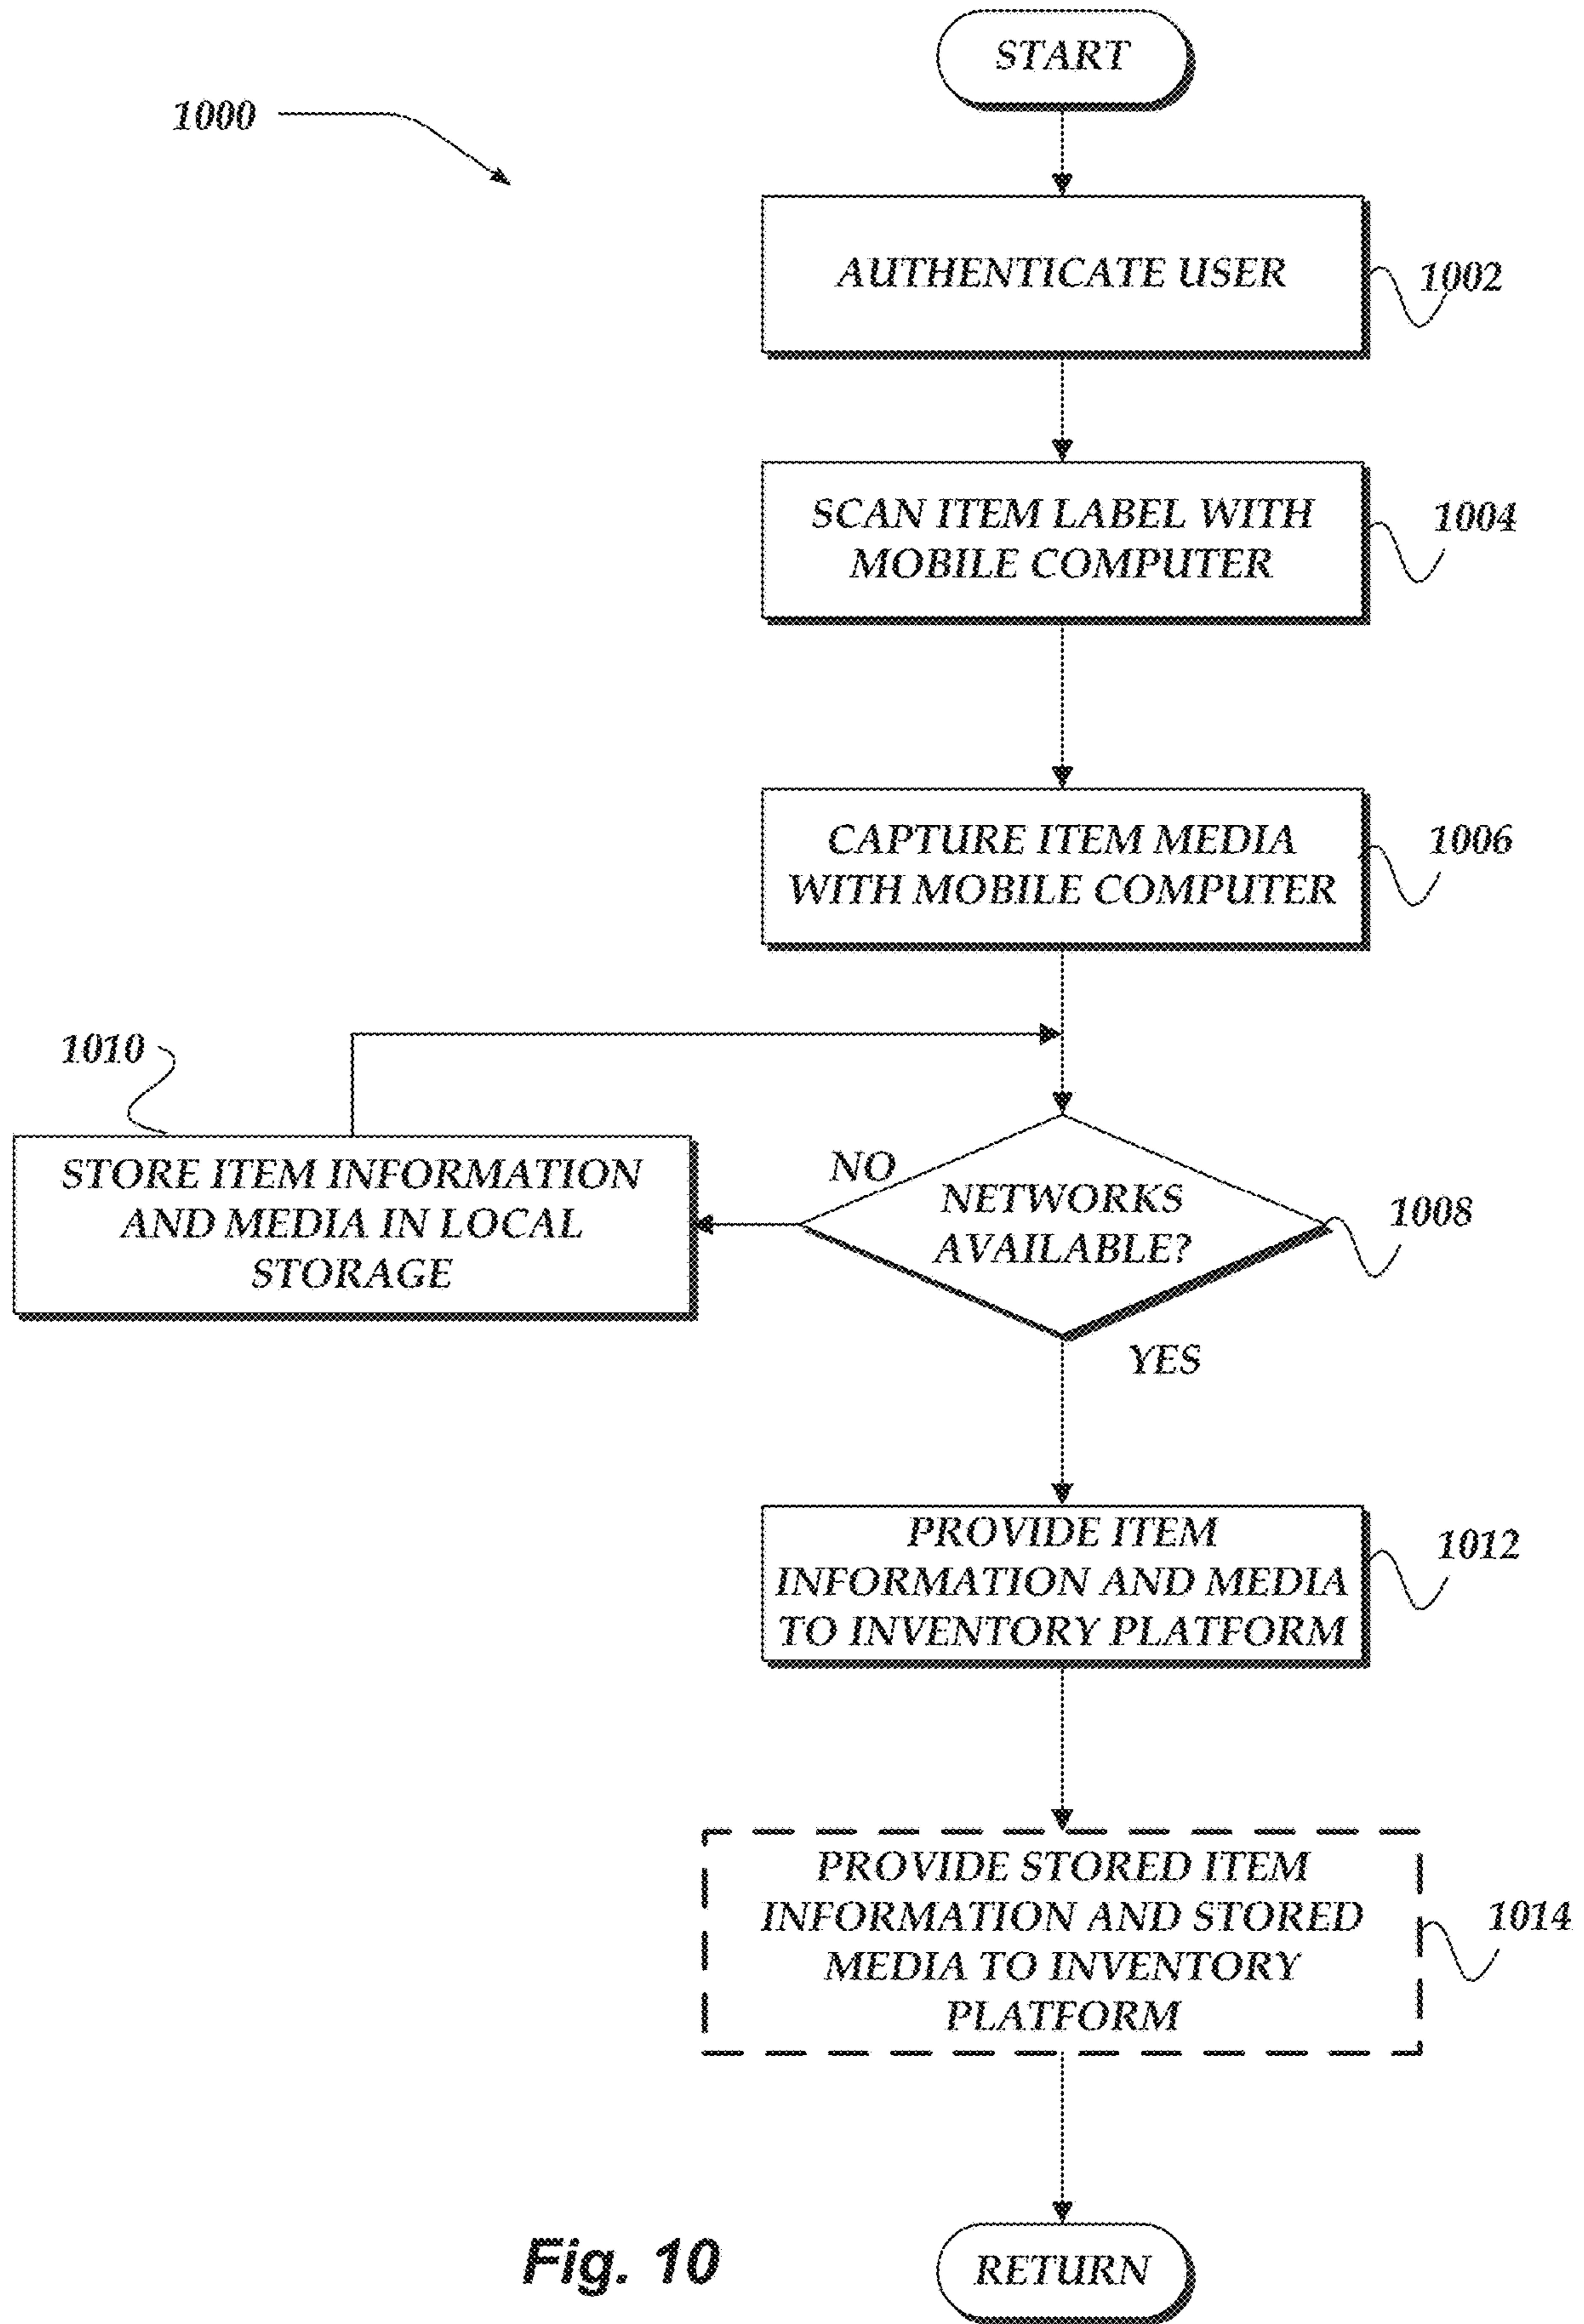 START
1000
AUTHENTICATE USER
1002
SCAN ITEM LABEL WITH
MOBILE COMPUTER
1004
CAPTURE ITEM MEDIA
WITH MOBILE COMPUTER
1006
1010
STORE ITEM INFORMATION
AND MEDIA IN LOCAL
STORAGE
NO
NETWORKS
AVAILABLE?
1008
YES
PROVIDE ITEM
INFORMATION AND MEDIA
TO INVENTORY PLATFORM
1012
PROVIDE STORED ITEM
INFORMATION AND STORED
MEDIA TO INVENTORY
PLATFORM
1014
Fig. 10
RETURN